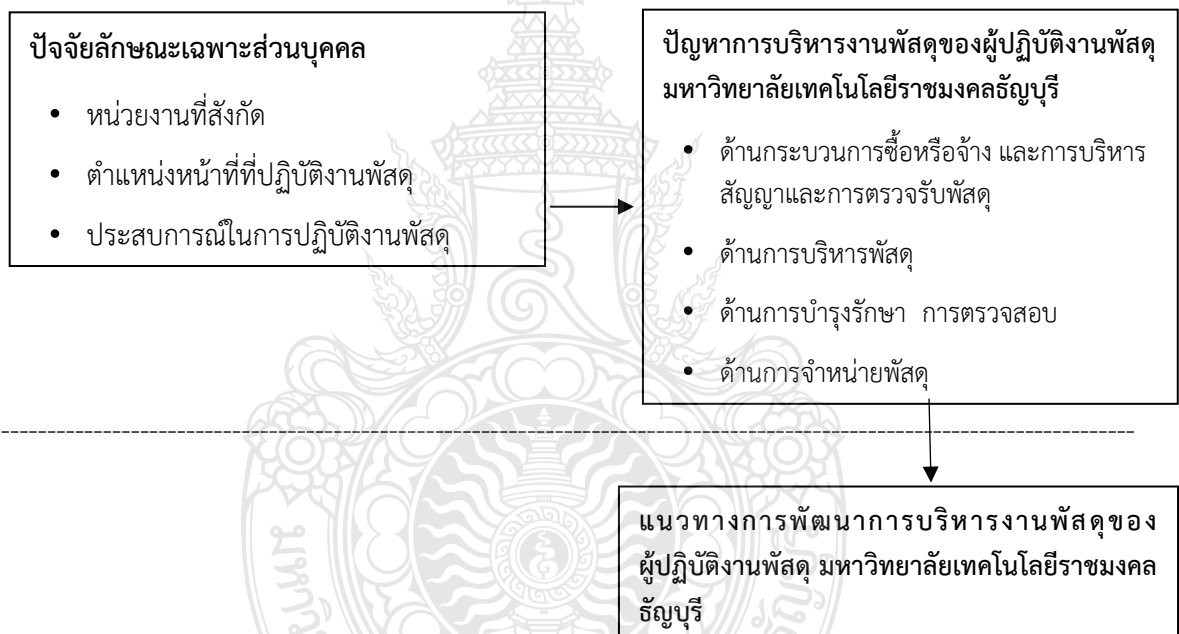 ปัจจัยลักษณะเฉพาะส่วนบุคคล
• หน่วยงานที่สังกัด
• ตำแหน่งหน้าที่ที่ปฏิบัติงานพัสดุ
• ประสบการณ์ในการปฏิบัติงานพัสดุ
ปัญหาการบริหารงานพัสดุของผู้ปฏิบัติงานพัสดุ
มหาวิทยาลัยเทคโนโลยีราชมงคลธัญบุรี
• ด้านกระบวนการซื้อหรือจ้าง และการบริหาร
สัญญาและการตรวจรับพัสดุ
• ด้านการบริหารพัสดุ
• ด้านการบำรุงรักษา การตรวจสอบ
• ด้านการจำหน่ายพัสดุ
แนวทางการพัฒนาการบริหารงานพัสดุของ
ผู้ปฏิบัติงานพัสดุ มหาวิทยาลัยเทคโนโลยีราชมงคล
ธัญบุรี